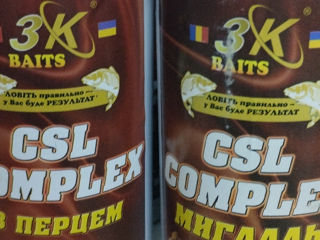 3K
BAITS
ЛОВІТЬ правильно —
у Вас буде РЕЗУЛЬТАТ
CSL
COMPLEX
З ПЕРЦЕМ
3K
BAITS
ЛОВІТЬ правильно —
у Вас буде РЕЗУЛЬТАТ
CSL
COMPLEX